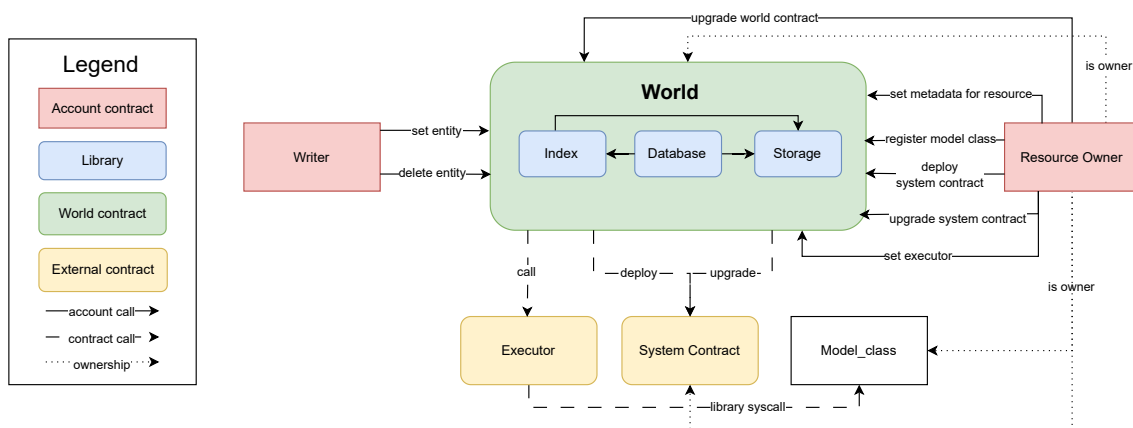 upgrade world contract
is owner
Legend
Account contract
Library
World contract
External contract
account call
contract call
ownership
Writer
set entity
delete entity
World
Index
Database
Storage
set metadata for resource
register model class
deploy
system contract
upgrade system contract
set executor
Resource Owner
is owner
call
deploy
upgrade
Executor
System Contract
Model_class
library syscall